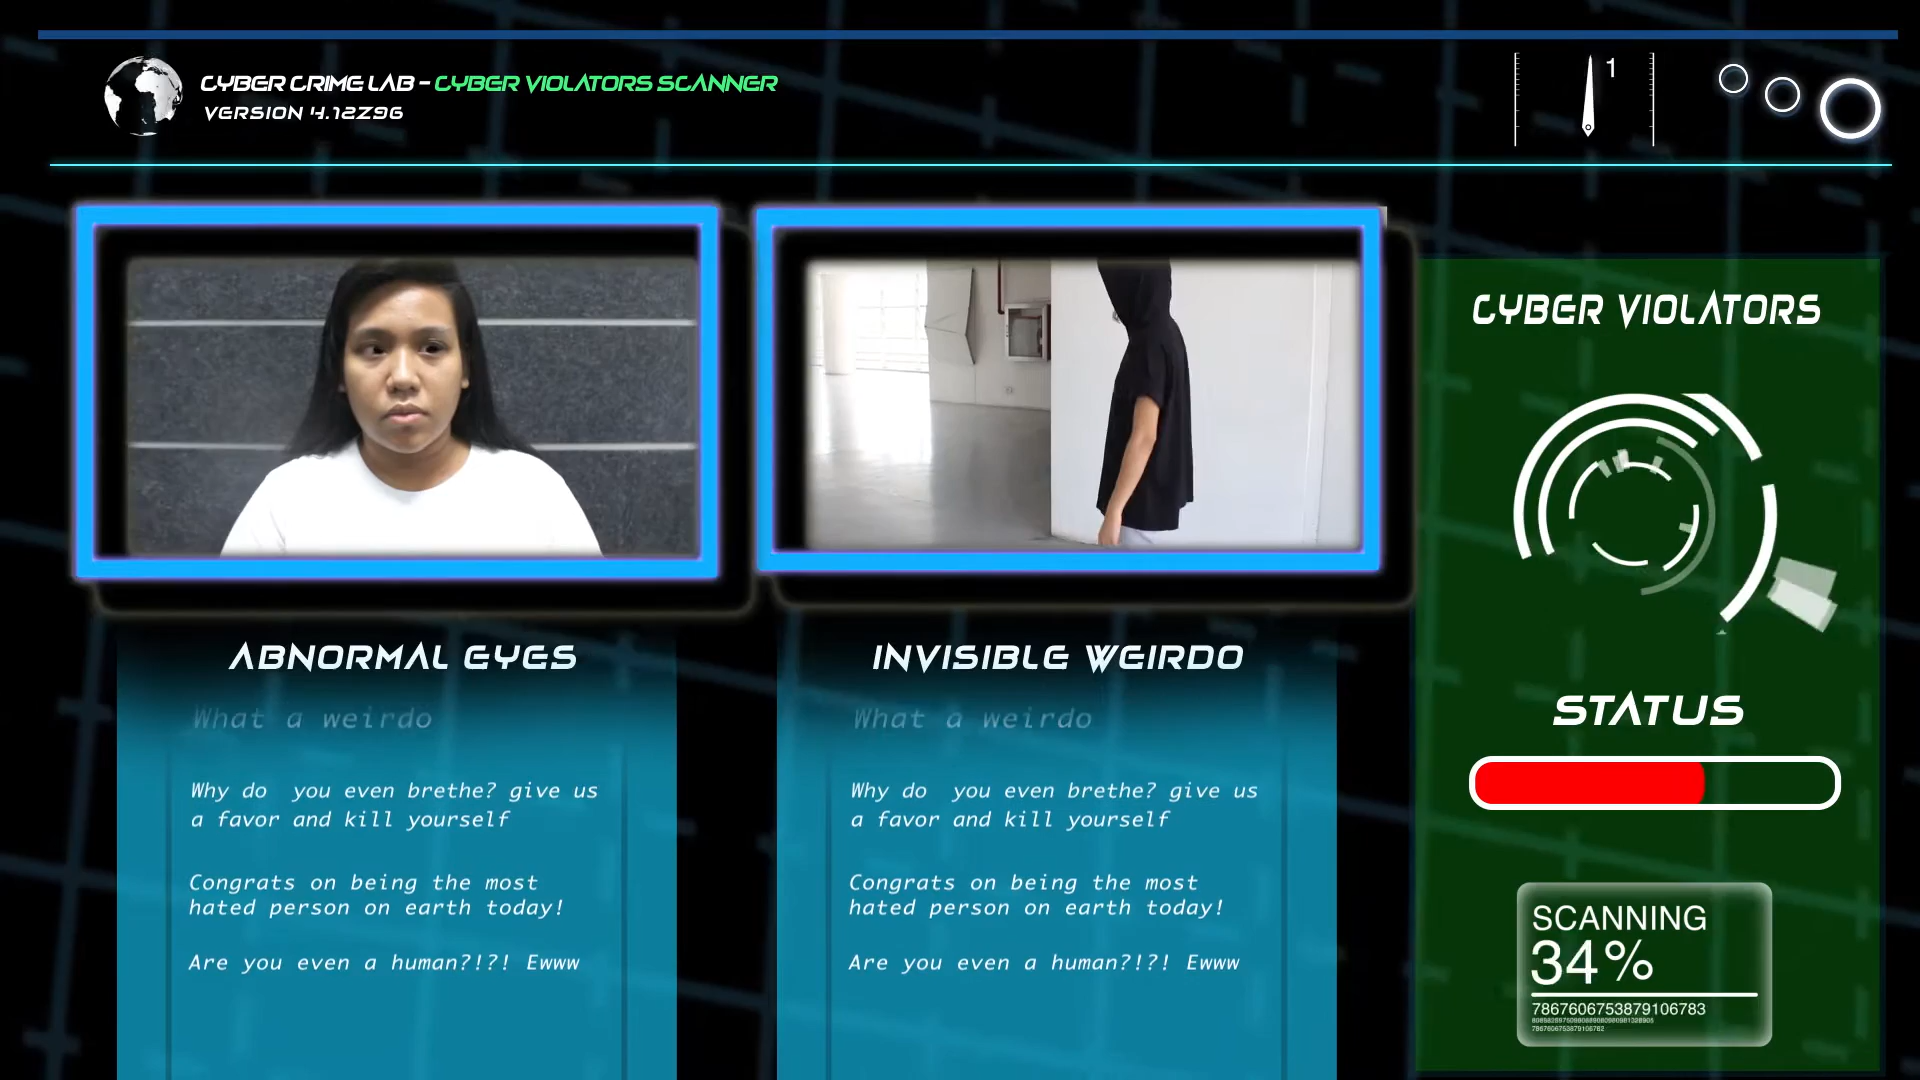 CYBER CRIME LAB - CYBER VIOLATORS SCANNER
VERSION 4.12Z96
1
ABNORMAL EYES
What a weirdo
Why do you even brethe? give us
a favor and kill yourself
Congrats on being the most
hated person on earth today!
Are you even a human?!?! Ewww
INVISIBLE WEIRDO
What a weirdo
Why do you even brethe? give us
a favor and kill yourself
Congrats on being the most
hated person on earth today!
Are you even a human?!?! Ewww
CYBER VIOLATORS
STATUS
SCANNING
34%
7867606753879106783